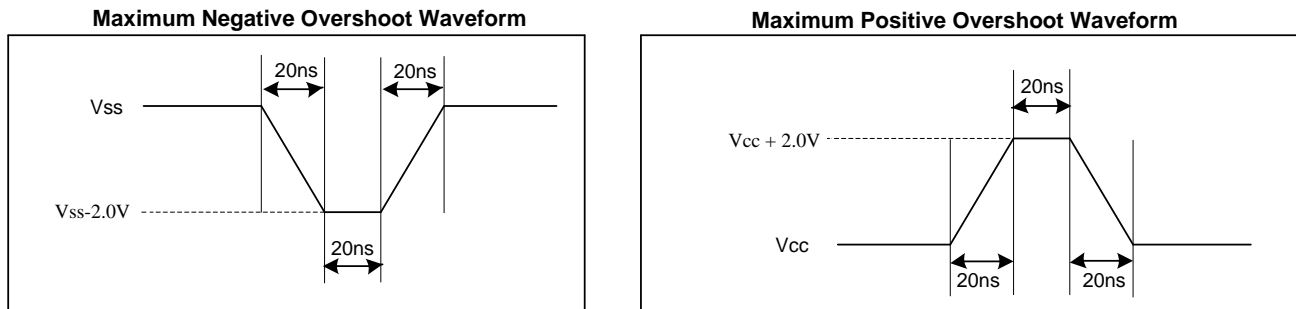 Maximum Negative Overshoot Waveform
20ns
20ns
Vss
Vss-2.0V
20ns
Maximum Positive Overshoot Waveform
20ns
Vcc + 2.0V
Vcc
20ns
20ns